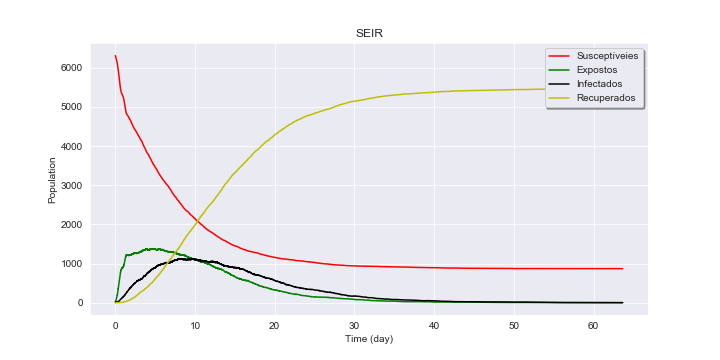 SEIR
Susceptiveies
Expostos
Infectados
Recuperados
6000
5000
4000
3000
2000
1000
0
Population
0 10 20 30 40 50 60
Time (day)